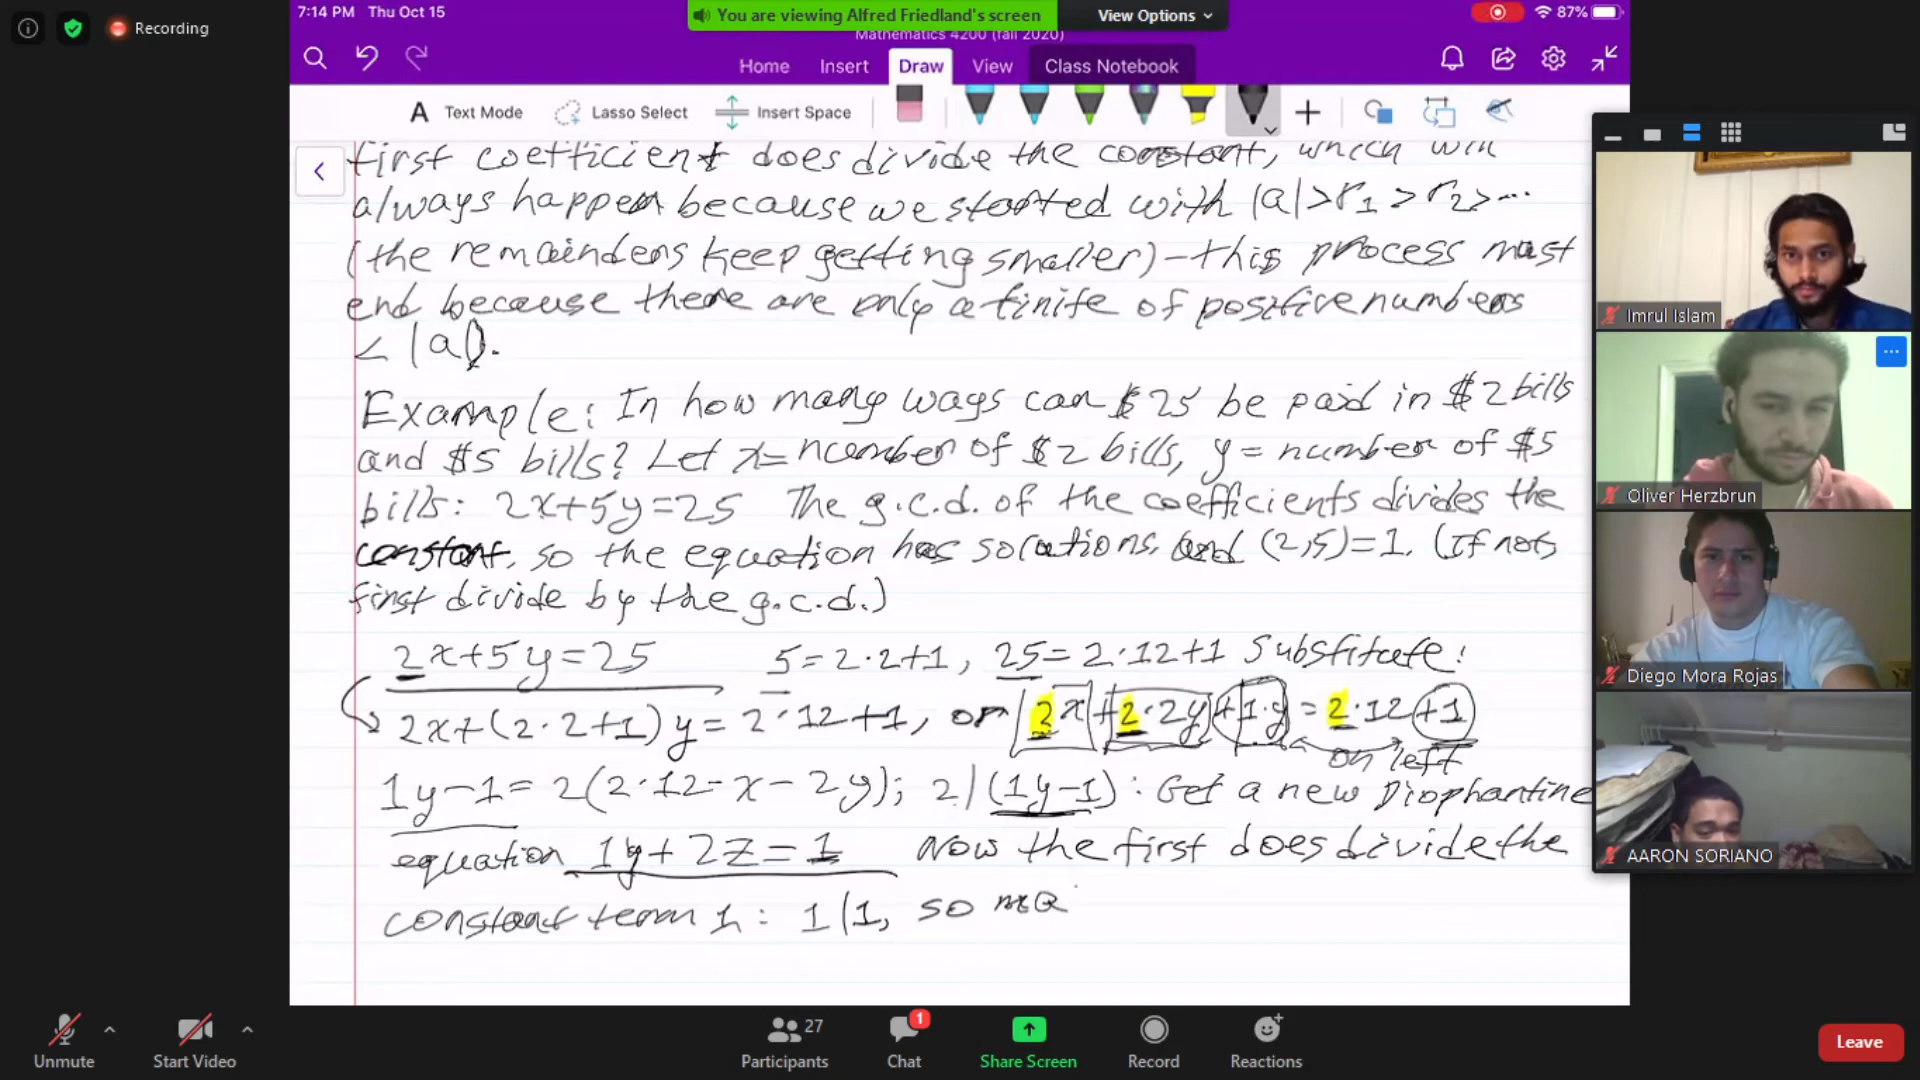 7:14 PM Thu Oct 15
You are viewing Alfred Friedland's screen
View Options
87%
Recording
Mathematics 4200 (fall 2020)
Home Insert Draw View Class Notebook
A Text Mode Lasso Select Insert Space
first coefficient does divide the constant, which will
always happen because we started with |a|>r₁>r₂>...
(the remainders keep getting smaller) - this process must
end because there are only a finite of positive numbers
< |a|).
Example: In how many ways can $25 be paid in $2 bills
and $5 bills? Let x = number of $2 bills, y = number of $5
bills: 2x+5y=25 The g.c.d. of the coefficients divides the
constant, so the equation has solutions, and (2,5)=1. (If not,
first divide by the g.c.d.)
2x+5y=25 5=2·2+1, 25=2·12+1 Substitute:
2x+(2·2+1)y=2·12+1, or 2x+2·2y+1·y=2·12+1
on left
1y-1=2(2·12-x-2y); 2|(1y-1): Get a new Diophantine
equation 1y+2z=1 Now the first does divide the
constant term 1: 1|1, so
Imrul Islam
Oliver Herzbrun
Diego Mora Rojas
AARON SORIANO
Unmute
Start Video
27
Participants
1
Chat
Share Screen
Record
Reactions
Leave